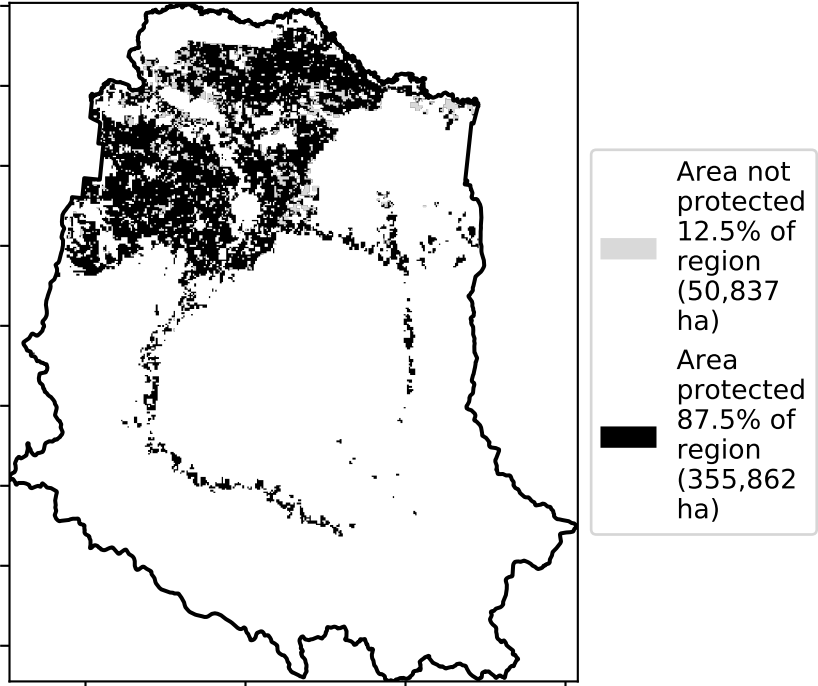 Area not
protected
12.5% of
region
(50,837
ha)
Area
protected
87.5% of
region
(355,862
ha)